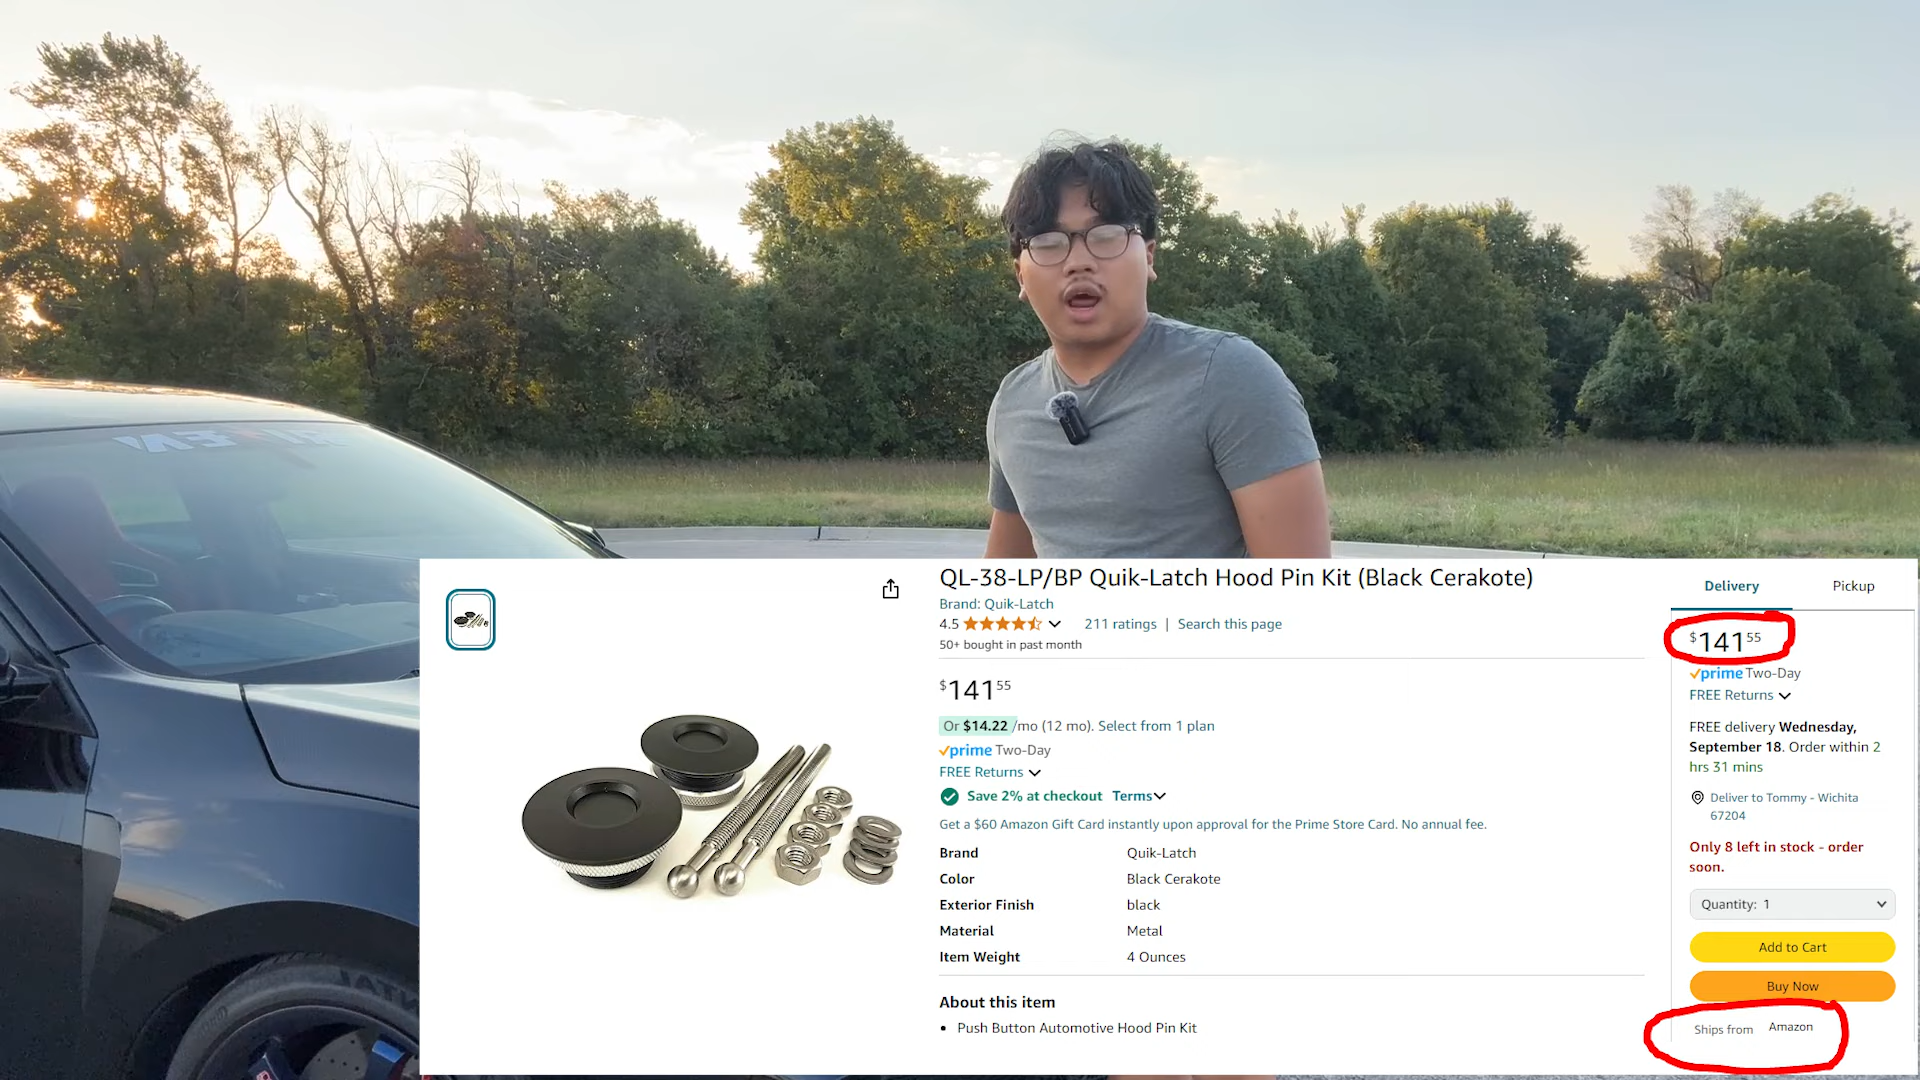 QL-38-LP/BP Quik-Latch Hood Pin Kit (Black Cerakote)
Brand: Quik-Latch
4.5 211 ratings | Search this page
50+ bought in past month
$141 55
Or $14.22 /mo (12 mo). Select from 1 plan
prime Two-Day
FREE Returns
Save 2% at checkout Terms
Get a $60 Amazon Gift Card instantly upon approval for the Prime Store Card. No annual fee.
Brand Quik-Latch
Color Black Cerakote
Exterior Finish black
Material Metal
Item Weight 4 Ounces
About this item
• Push Button Automotive Hood Pin Kit
Delivery Pickup
$141 55
prime Two-Day
FREE Returns
FREE delivery Wednesday,
September 18. Order within 2
hrs 31 mins
Deliver to Tommy - Wichita
67204
Only 8 left in stock - order
soon.
Quantity: 1
Add to Cart
Buy Now
Ships from Amazon